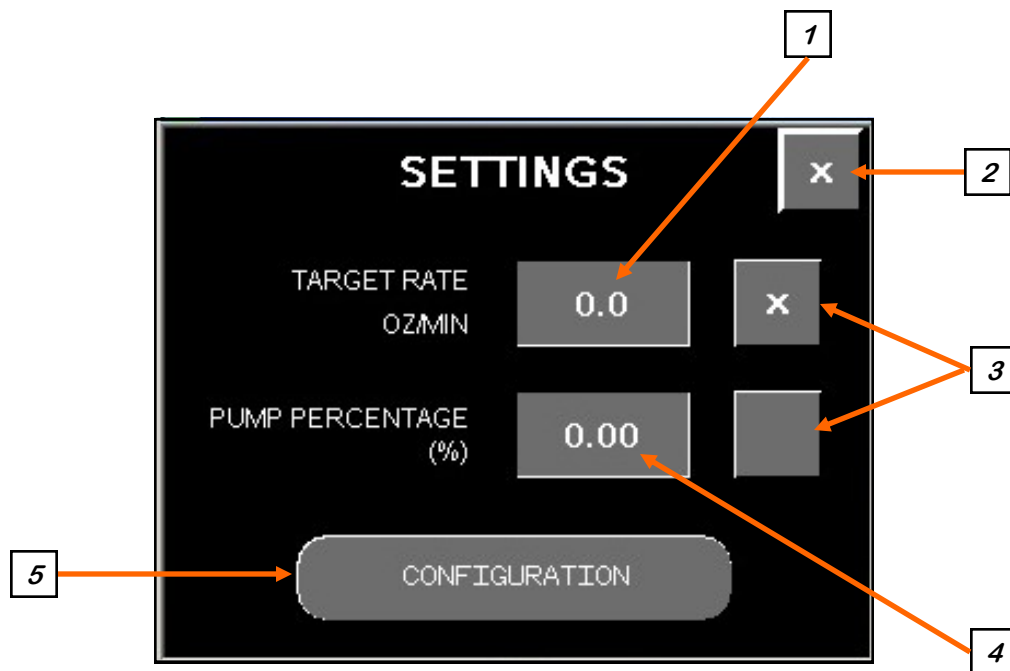 1
SETTINGS
x
2
TARGET RATE
OZ/MIN
0.0
x
3
PUMP PERCENTAGE
(%)
0.00
5
CONFIGURATION
4